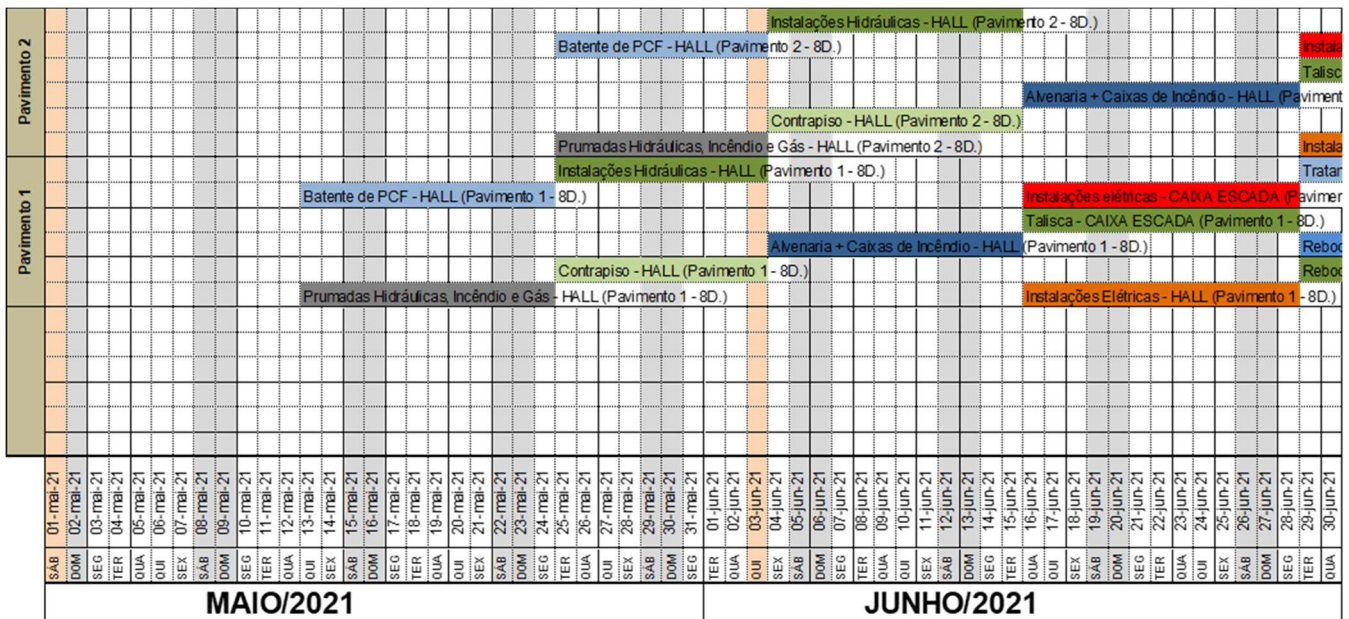 Pavimento 2
Instalações Hidráulicas - HALL (Pavimento 2 - 8D.)
Batente de PCF - HALL (Pavimento 2 - 8D.)
Instala
Talisc
Alvenaria + Caixas de Incêndio - HALL (Paviment
Contrapiso - HALL (Pavimento 2 - 8D.)
Prumadas Hidráulicas, Incêndio e Gás - HALL (Pavimento 2 - 8D.)
Instala
Pavimento 1
Instalações Hidráulicas - HALL (Pavimento 1 - 8D.)
Tratar
Batente de PCF - HALL (Pavimento 1 - 8D.)
Instalações elétricas - CAIXA ESCADA (Pavimer
Talisca - CAIXA ESCADA (Pavimento 1 - 8D.)
Alvenaria + Caixas de Incêndio - HALL (Pavimento 1 - 8D.)
Reboc
Contrapiso - HALL (Pavimento 1 - 8D.)
Reboc
Prumadas Hidráulicas, Incêndio e Gás - HALL (Pavimento 1 - 8D.)
Instalações Elétricas - HALL (Pavimento 1 - 8D.)
01-mai-21 02-mai-21 03-mai-21 04-mai-21 05-mai-21 06-mai-21 07-mai-21 08-mai-21 09-mai-21 10-mai-21 11-mai-21 12-mai-21 13-mai-21 14-mai-21 15-mai-21 16-mai-21 17-mai-21 18-mai-21 19-mai-21 20-mai-21 21-mai-21 22-mai-21 23-mai-21 24-mai-21 25-mai-21 26-mai-21 27-mai-21 28-mai-21 29-mai-21 30-mai-21 31-mai-21 01-jun-21 02-jun-21 03-jun-21 04-jun-21 05-jun-21 06-jun-21 07-jun-21 08-jun-21 09-jun-21 10-jun-21 11-jun-21 12-jun-21 13-jun-21 14-jun-21 15-jun-21 16-jun-21 17-jun-21 18-jun-21 19-jun-21 20-jun-21 21-jun-21 22-jun-21 23-jun-21 24-jun-21 25-jun-21 26-jun-21 27-jun-21 28-jun-21 29-jun-21 30-jun-21
SÁB DOM SEG TER QUA QUI SEX SÁB DOM SEG TER QUA QUI SEX SÁB DOM SEG TER QUA QUI SEX SÁB DOM SEG TER QUA QUI SEX SÁB DOM SEG TER QUA QUI SEX SÁB DOM SEG TER QUA QUI SEX SÁB DOM SEG TER QUA QUI SEX SÁB DOM SEG TER QUA QUI SEX SÁB DOM SEG TER QUA
MAIO/2021 JUNHO/2021